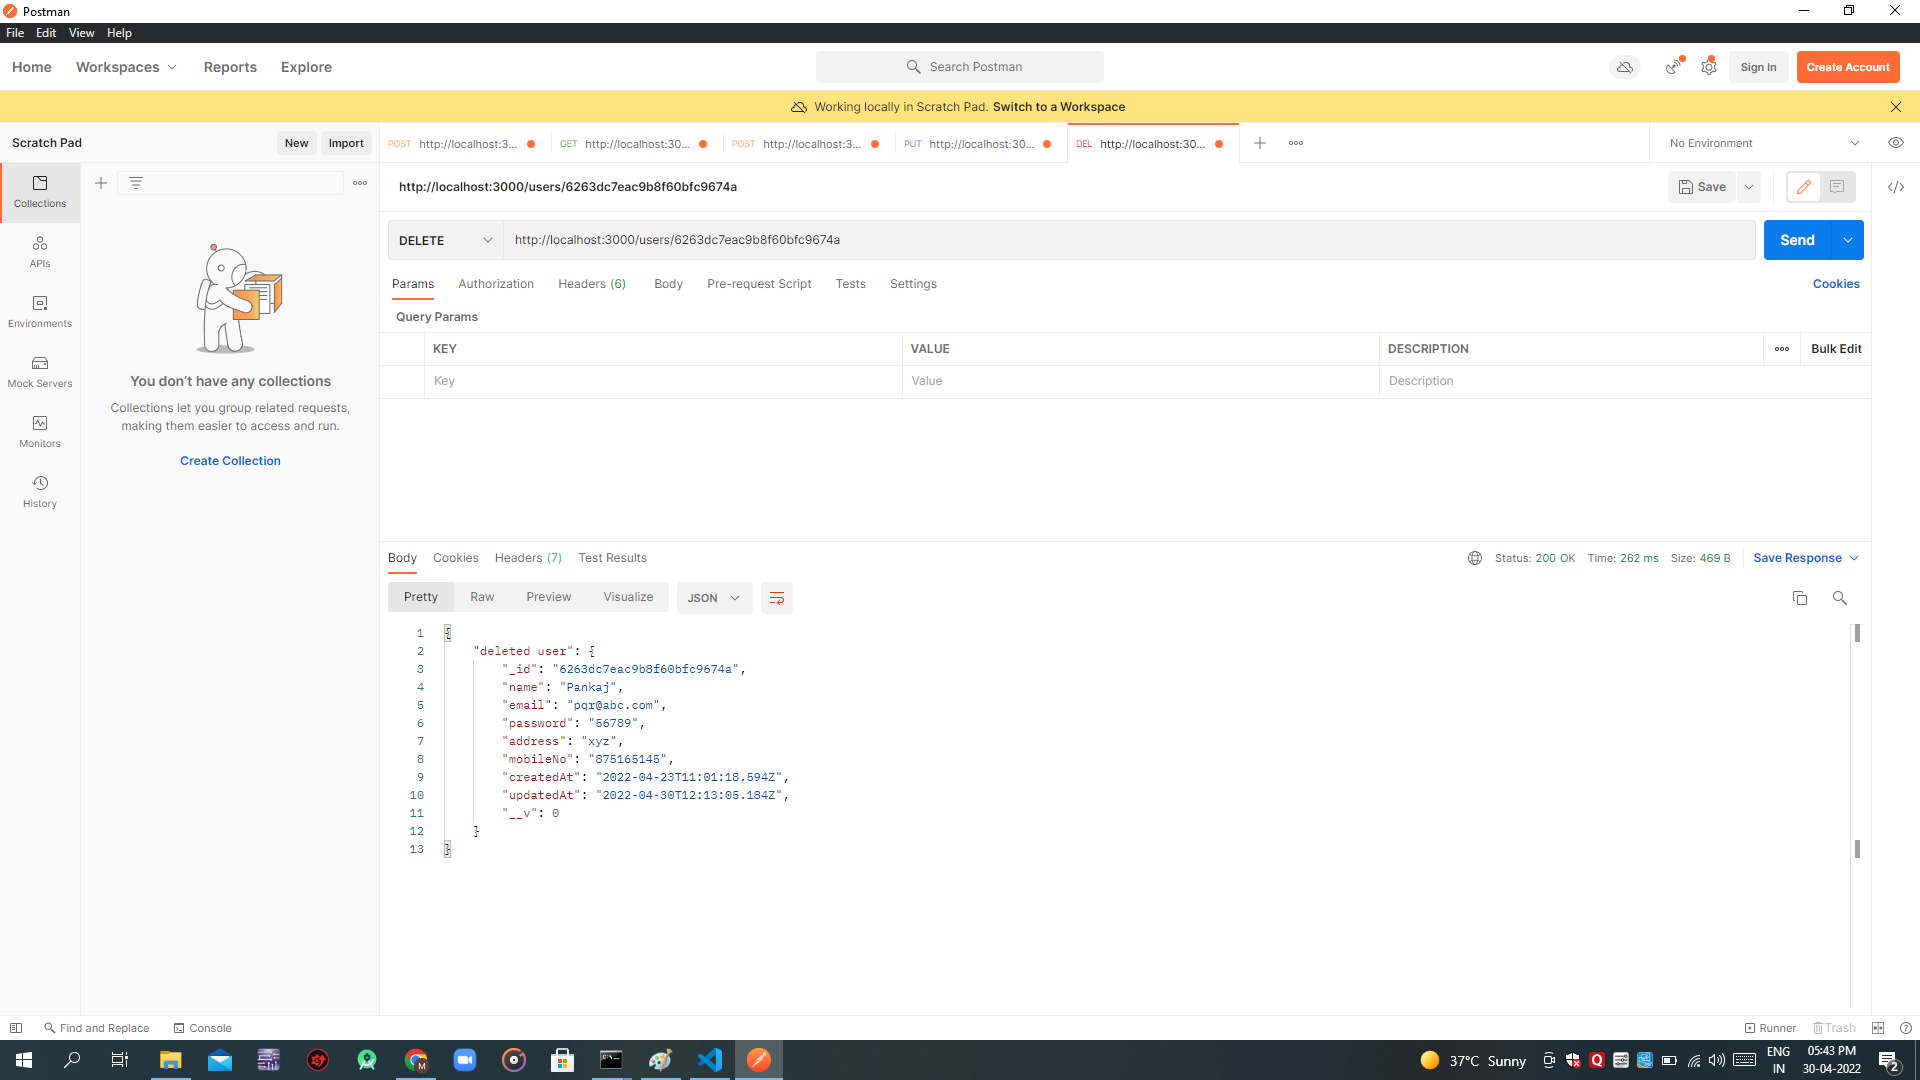 Postman
File Edit View Help
Home Workspaces Reports Explore Search Postman Sign In Create Account
Working locally in Scratch Pad. Switch to a Workspace
Scratch Pad New Import POST http://localhost:3... GET http://localhost:30... POST http://localhost:3... PUT http://localhost:30... DEL http://localhost:30... No Environment
Collections
APIs
Environments
Mock Servers
Monitors
History
You don't have any collections
Collections let you group related requests,
making them easier to access and run.
Create Collection
http://localhost:3000/users/6263dc7eac9b8f60bfc9674a Save
DELETE http://localhost:3000/users/6263dc7eac9b8f60bfc9674a Send
Params Authorization Headers (6) Body Pre-request Script Tests Settings Cookies
Query Params
KEY VALUE DESCRIPTION Bulk Edit
Key Value Description
Body Cookies Headers (7) Test Results Status: 200 OK Time: 262 ms Size: 469 B Save Response
Pretty Raw Preview Visualize JSON
1 {
2 "deleted user": {
3 "_id": "6263dc7eac9b8f60bfc9674a",
4 "name": "Pankaj",
5 "email": "pqr@abc.com",
6 "password": "56789",
7 "address": "xyz",
8 "mobileNo": "875165145",
9 "createdAt": "2022-04-23T11:01:18.594Z",
10 "updatedAt": "2022-04-30T12:13:05.184Z",
11 "__v": 0
12 }
13 }
Find and Replace Console Runner Trash
37°C Sunny ENG 05:43 PM
IN 30-04-2022 2